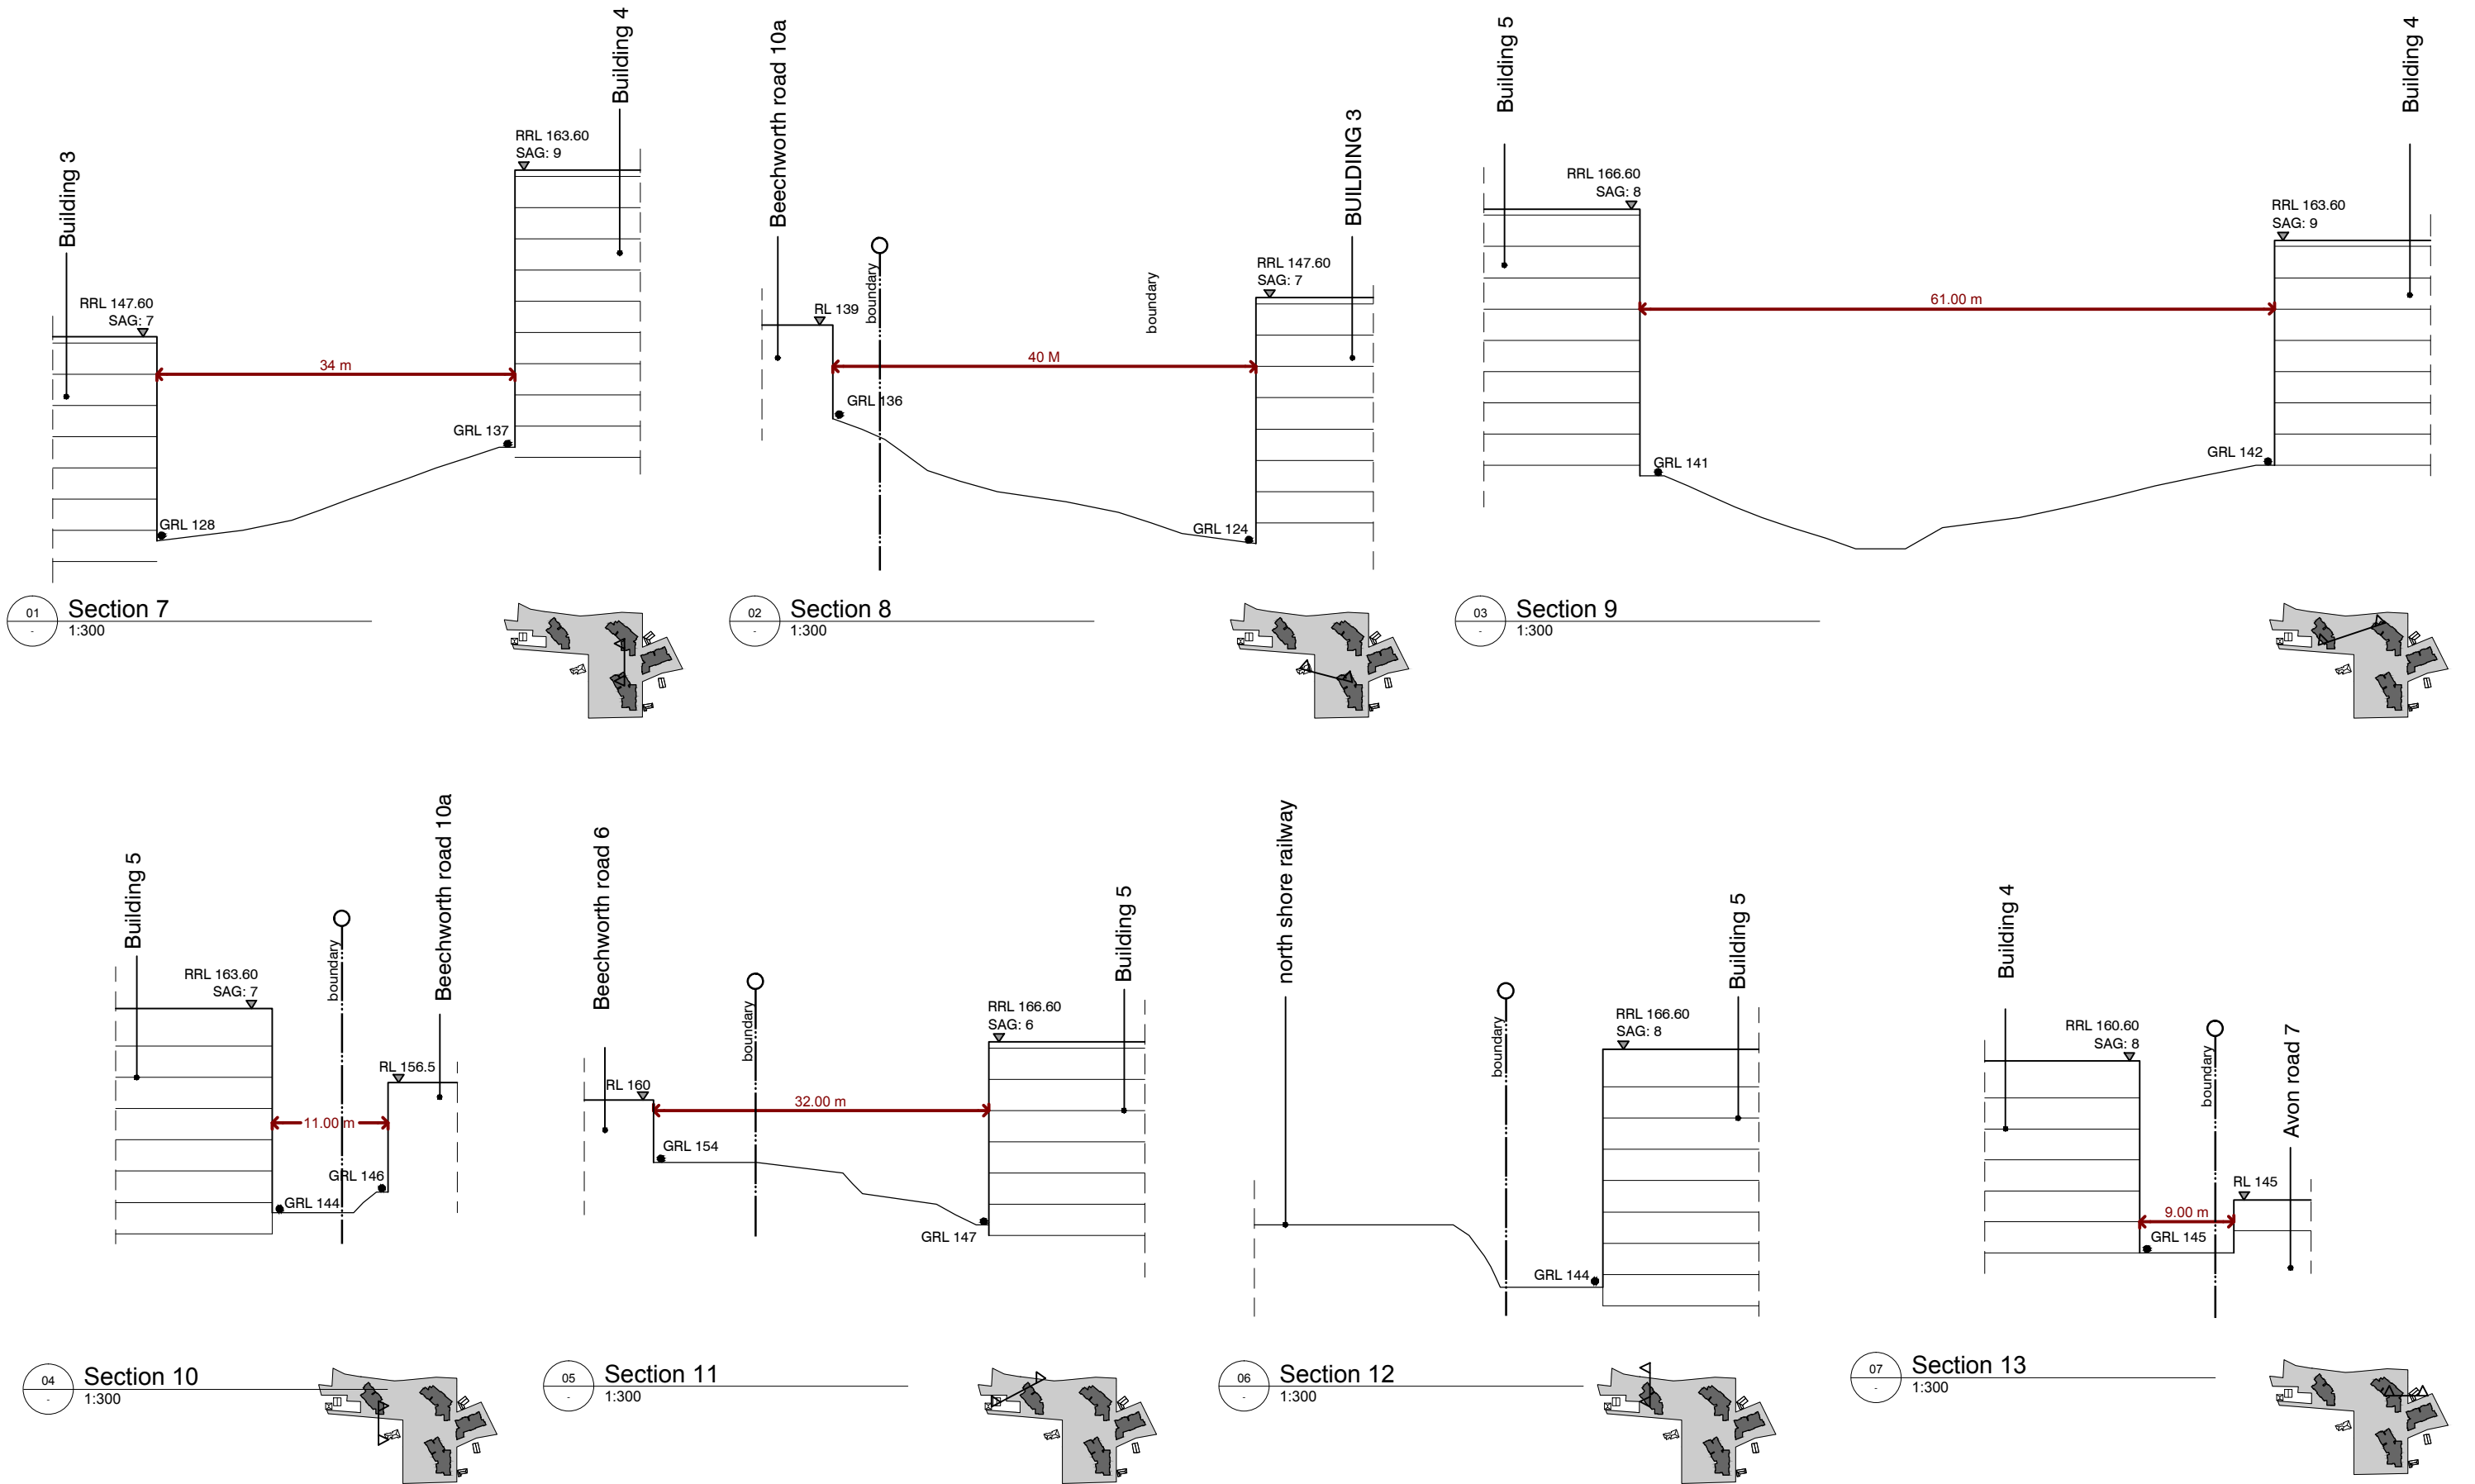 Building 3
RRL 147.60
SAG: 7
34 m
GRL 128
GRL 137
RRL 163.60
SAG: 9
Building 4
01
-
Section 7
1:300
Beechworth road 10a
RL 139
boundary
GRL 136
40 M
boundary
RRL 147.60
SAG: 7
BUILDING 3
GRL 124
02
-
Section 8
1:300
Building 5
RRL 166.60
SAG: 8
61.00 m
GRL 141
GRL 142
RRL 163.60
SAG: 9
Building 4
03
-
Section 9
1:300
Building 5
RRL 163.60
SAG: 7
boundary
Beechworth road 10a
RL 156.5
11.00 m
GRL 146
GRL 144
04
-
Section 10
1:300
Beechworth road 6
RL 160
boundary
32.00 m
GRL 154
GRL 147
RRL 166.60
SAG: 6
Building 5
05
-
Section 11
1:300
north shore railway
boundary
RRL 166.60
SAG: 8
Building 5
GRL 144
06
-
Section 12
1:300
Building 4
RRL 160.60
SAG: 8
boundary
Avon road 7
RL 145
9.00 m
GRL 145
07
-
Section 13
1:300